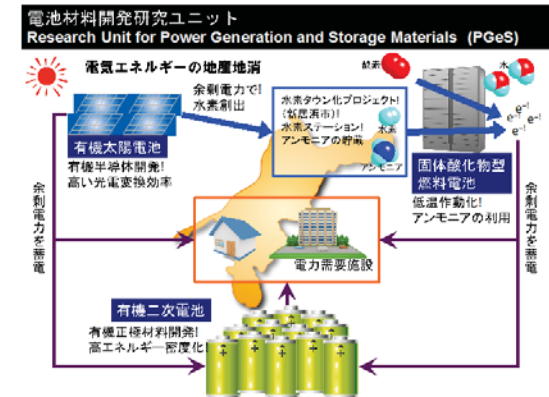 電池材料開発研究ユニット
Research Unit for Power Generation and Storage Materials (PGeS)
電気エネルギーの地産地消
余剰電力で!
水素創出
有機太陽電池
有機半導体開発!
高い光電変換効率
水素タウン化プロジェクト!
(新居浜市)!
水素ステーション!
アンモニアの貯蔵
水素
アンモニア
酸素
水
e⁻!
e⁻!
e⁻!
固体酸化物型
燃料電池
低温作動化!
アンモニアの利用
余剰電力を蓄電
余剰電力を蓄電
電力需要施設
有機二次電池
有機正極材料開発!
高エネルギー密度化!